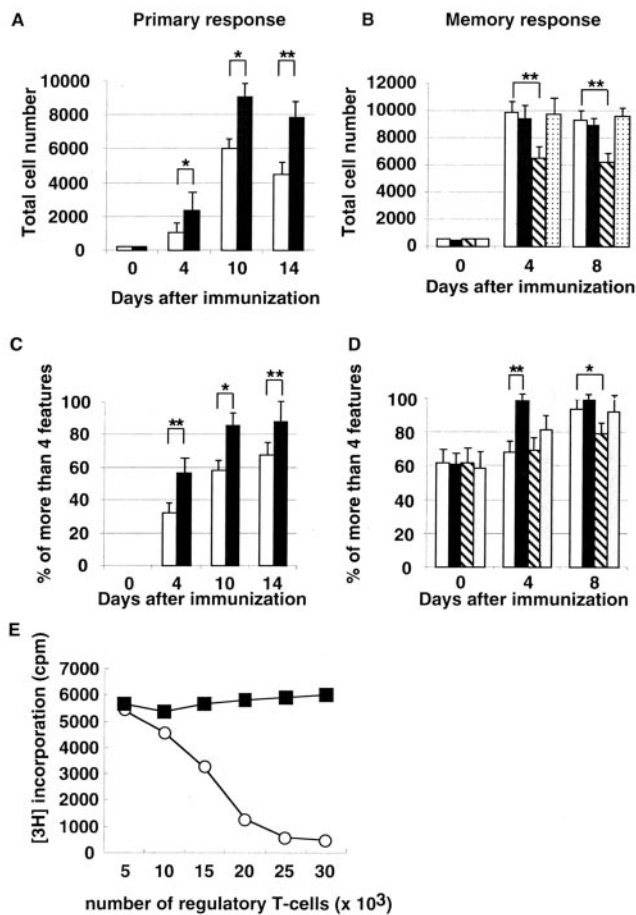 A
Primary response
Total cell number
10000
8000
6000
4000
2000
0
*
*
**
0 4 10 14
Days after immunization
B
Memory response
Total cell number
12000
10000
8000
6000
4000
2000
0
**
**
0 4 8
Days after immunization
C
% of more than 4 features
100
80
60
40
20
0
**
*
**
0 4 10 14
Days after immunization
D
% of more than 4 features
100
80
60
40
20
0
**
*
0 4 8
Days after immunization
E
[3H] incorporation (cpm)
7000
6000
5000
4000
3000
2000
1000
0
5 10 15 20 25 30
number of regulatory T-cells (x 10³)